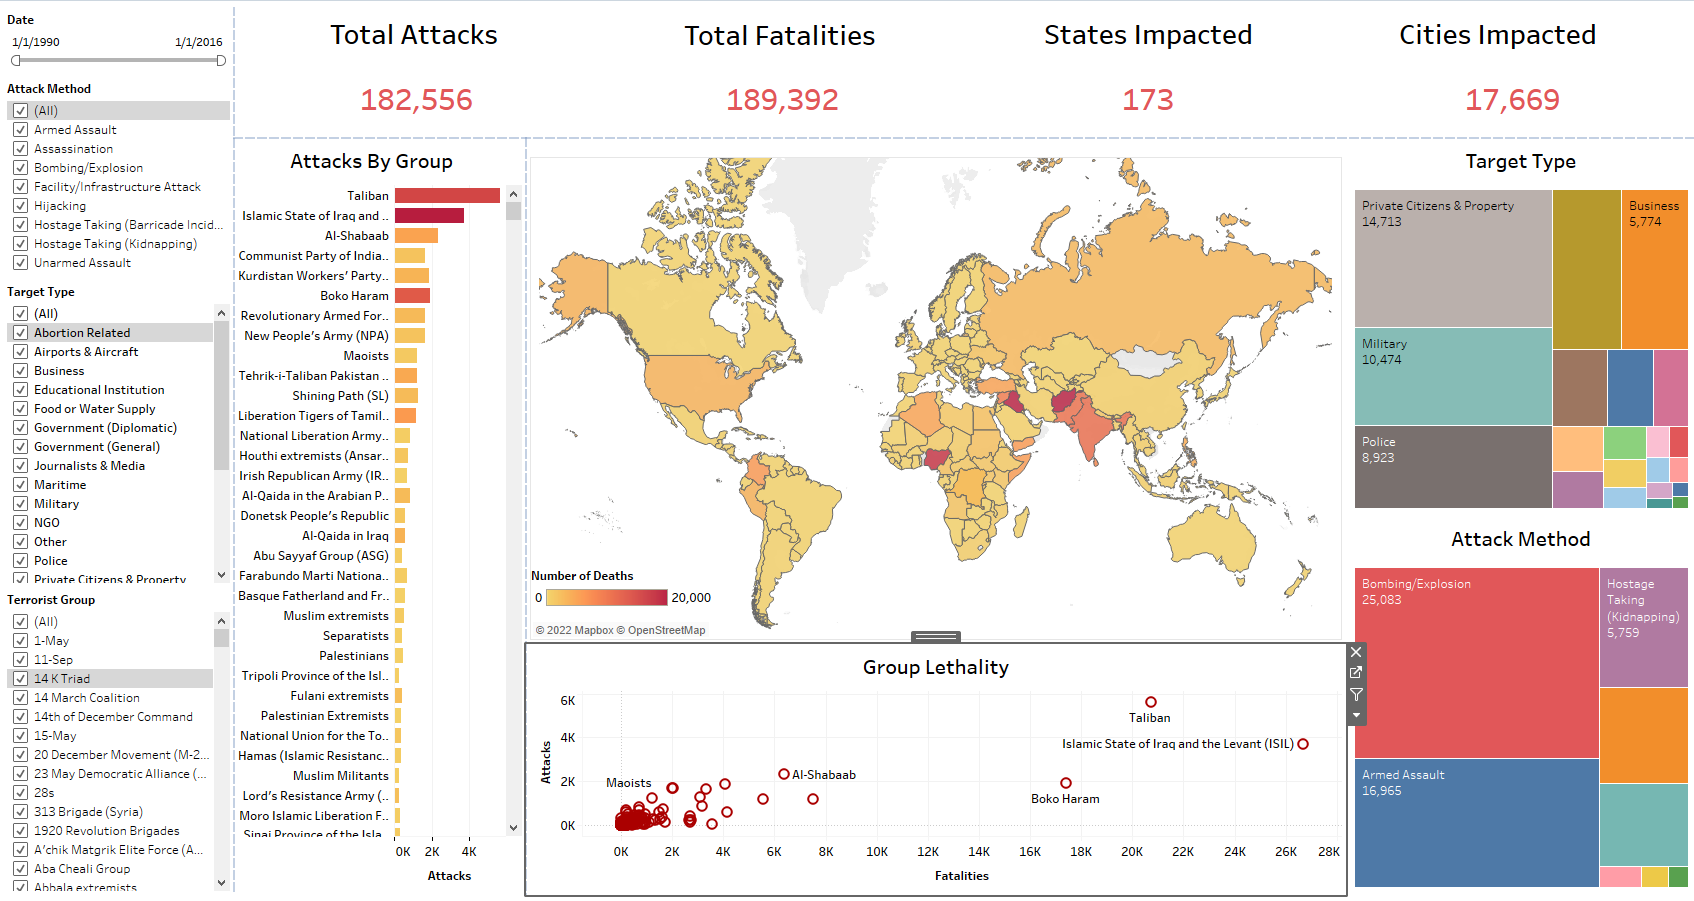 Date
1/1/1990
1/1/2016
Attack Method
(All)
Armed Assault
Assassination
Bombing/Explosion
Facility/Infrastructure Attack
Hijacking
Hostage Taking (Barricade Incid...
Hostage Taking (Kidnapping)
Unarmed Assault
Target Type
(All)
Abortion Related
Airports & Aircraft
Business
Educational Institution
Food or Water Supply
Government (Diplomatic)
Government (General)
Journalists & Media
Maritime
Military
NGO
Other
Police
Private Citizens & Property
Terrorist Group
(All)
1-May
11-Sep
14 K Triad
14 March Coalition
14th of December Command
15-May
20 December Movement (M-2...
23 May Democratic Alliance (...
28s
313 Brigade (Syria)
1920 Revolution Brigades
A'chik Matgrik Elite Force (A...
Aba Cheali Group
Abbala extremists
Total Attacks
182,556
Total Fatalities
189,392
States Impacted
173
Cities Impacted
17,669
Attacks By Group
Taliban
Islamic State of Iraq and ..
Al-Shabaab
Communist Party of India..
Kurdistan Workers' Party..
Boko Haram
Revolutionary Armed For..
New People's Army (NPA)
Maoists
Tehrik-i-Taliban Pakistan ..
Shining Path (SL)
Liberation Tigers of Tamil..
National Liberation Army..
Houthi extremists (Ansar..
Irish Republican Army (IR..
Al-Qaida in the Arabian P..
Donetsk People's Republic
Al-Qaida in Iraq
Abu Sayyaf Group (ASG)
Farabundo Marti Nationa..
Basque Fatherland and Fr..
Muslim extremists
Separatists
Palestinians
Tripoli Province of the Isl..
Fulani extremists
Palestinian Extremists
National Union for the To..
Hamas (Islamic Resistanc..
Muslim Militants
Lord's Resistance Army (..
Moro Islamic Liberation F..
Sinai Province of the Isla..
0K 2K 4K
Attacks
Number of Deaths
0
20,000
© 2022 Mapbox © OpenStreetMap
Group Lethality
6K
4K
2K
0K
Attacks
Taliban
Islamic State of Iraq and the Levant (ISIL)
Al-Shabaab
Maoists
Boko Haram
0K 2K 4K 6K 8K 10K 12K 14K 16K 18K 20K 22K 24K 26K 28K
Fatalities
Target Type
Private Citizens & Property
14,713
Business
5,774
Military
10,474
Police
8,923
Attack Method
Bombing/Explosion
25,083
Hostage
Taking
(Kidnapping)
5,759
Armed Assault
16,965